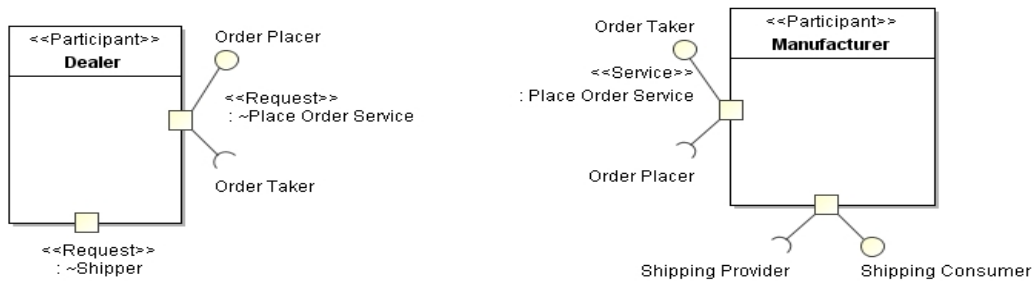 <<Participant>>
Dealer
Order Placer
<<Request>>
: ~Place Order Service
Order Taker
<<Request>>
: ~Shipper
<<Participant>>
Manufacturer
Order Taker
<<Service>>
: Place Order Service
Order Placer
Shipping Provider
Shipping Consumer